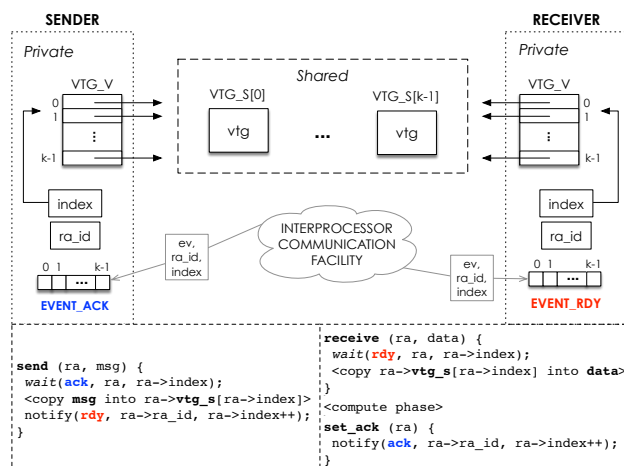 SENDER
RECEIVER
Private
Shared
Private
VTG_V
VTG_S[0]
VTG_S[k-1]
VTG_V
0
1
⋮
k-1
vtg
...
vtg
0
1
⋮
k-1
index
ra_id
index
ra_id
INTERPROCESSOR
COMMUNICATION
FACILITY
ev,
ra_id,
index
ev,
ra_id,
index
0 1 k-1
...
EVENT_ACK
0 1 k-1
...
EVENT_RDY
send (ra, msg) {
wait(ack, ra, ra->index);
<copy msg into ra->vtg_s[ra->index]>
notify(rdy, ra->ra_id, ra->index++);
}
receive (ra, data) {
wait(rdy, ra, ra->index);
<copy ra->vtg_s[ra->index] into data>
}
<compute phase>
set_ack (ra) {
notify(ack, ra->ra_id, ra->index++);
}